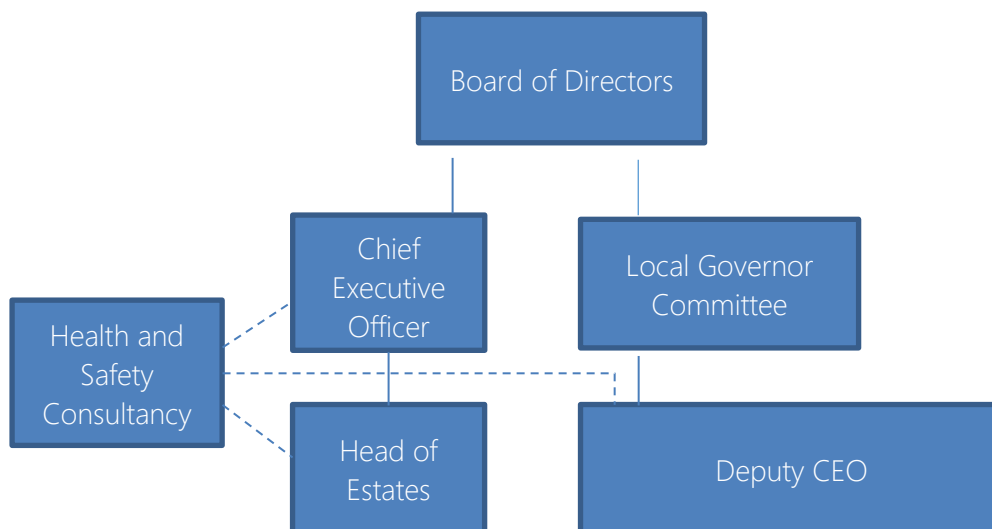 Board of Directors
Chief
Executive
Officer
Local Governor
Committee
Health and
Safety
Consultancy
Head of
Estates
Deputy CEO